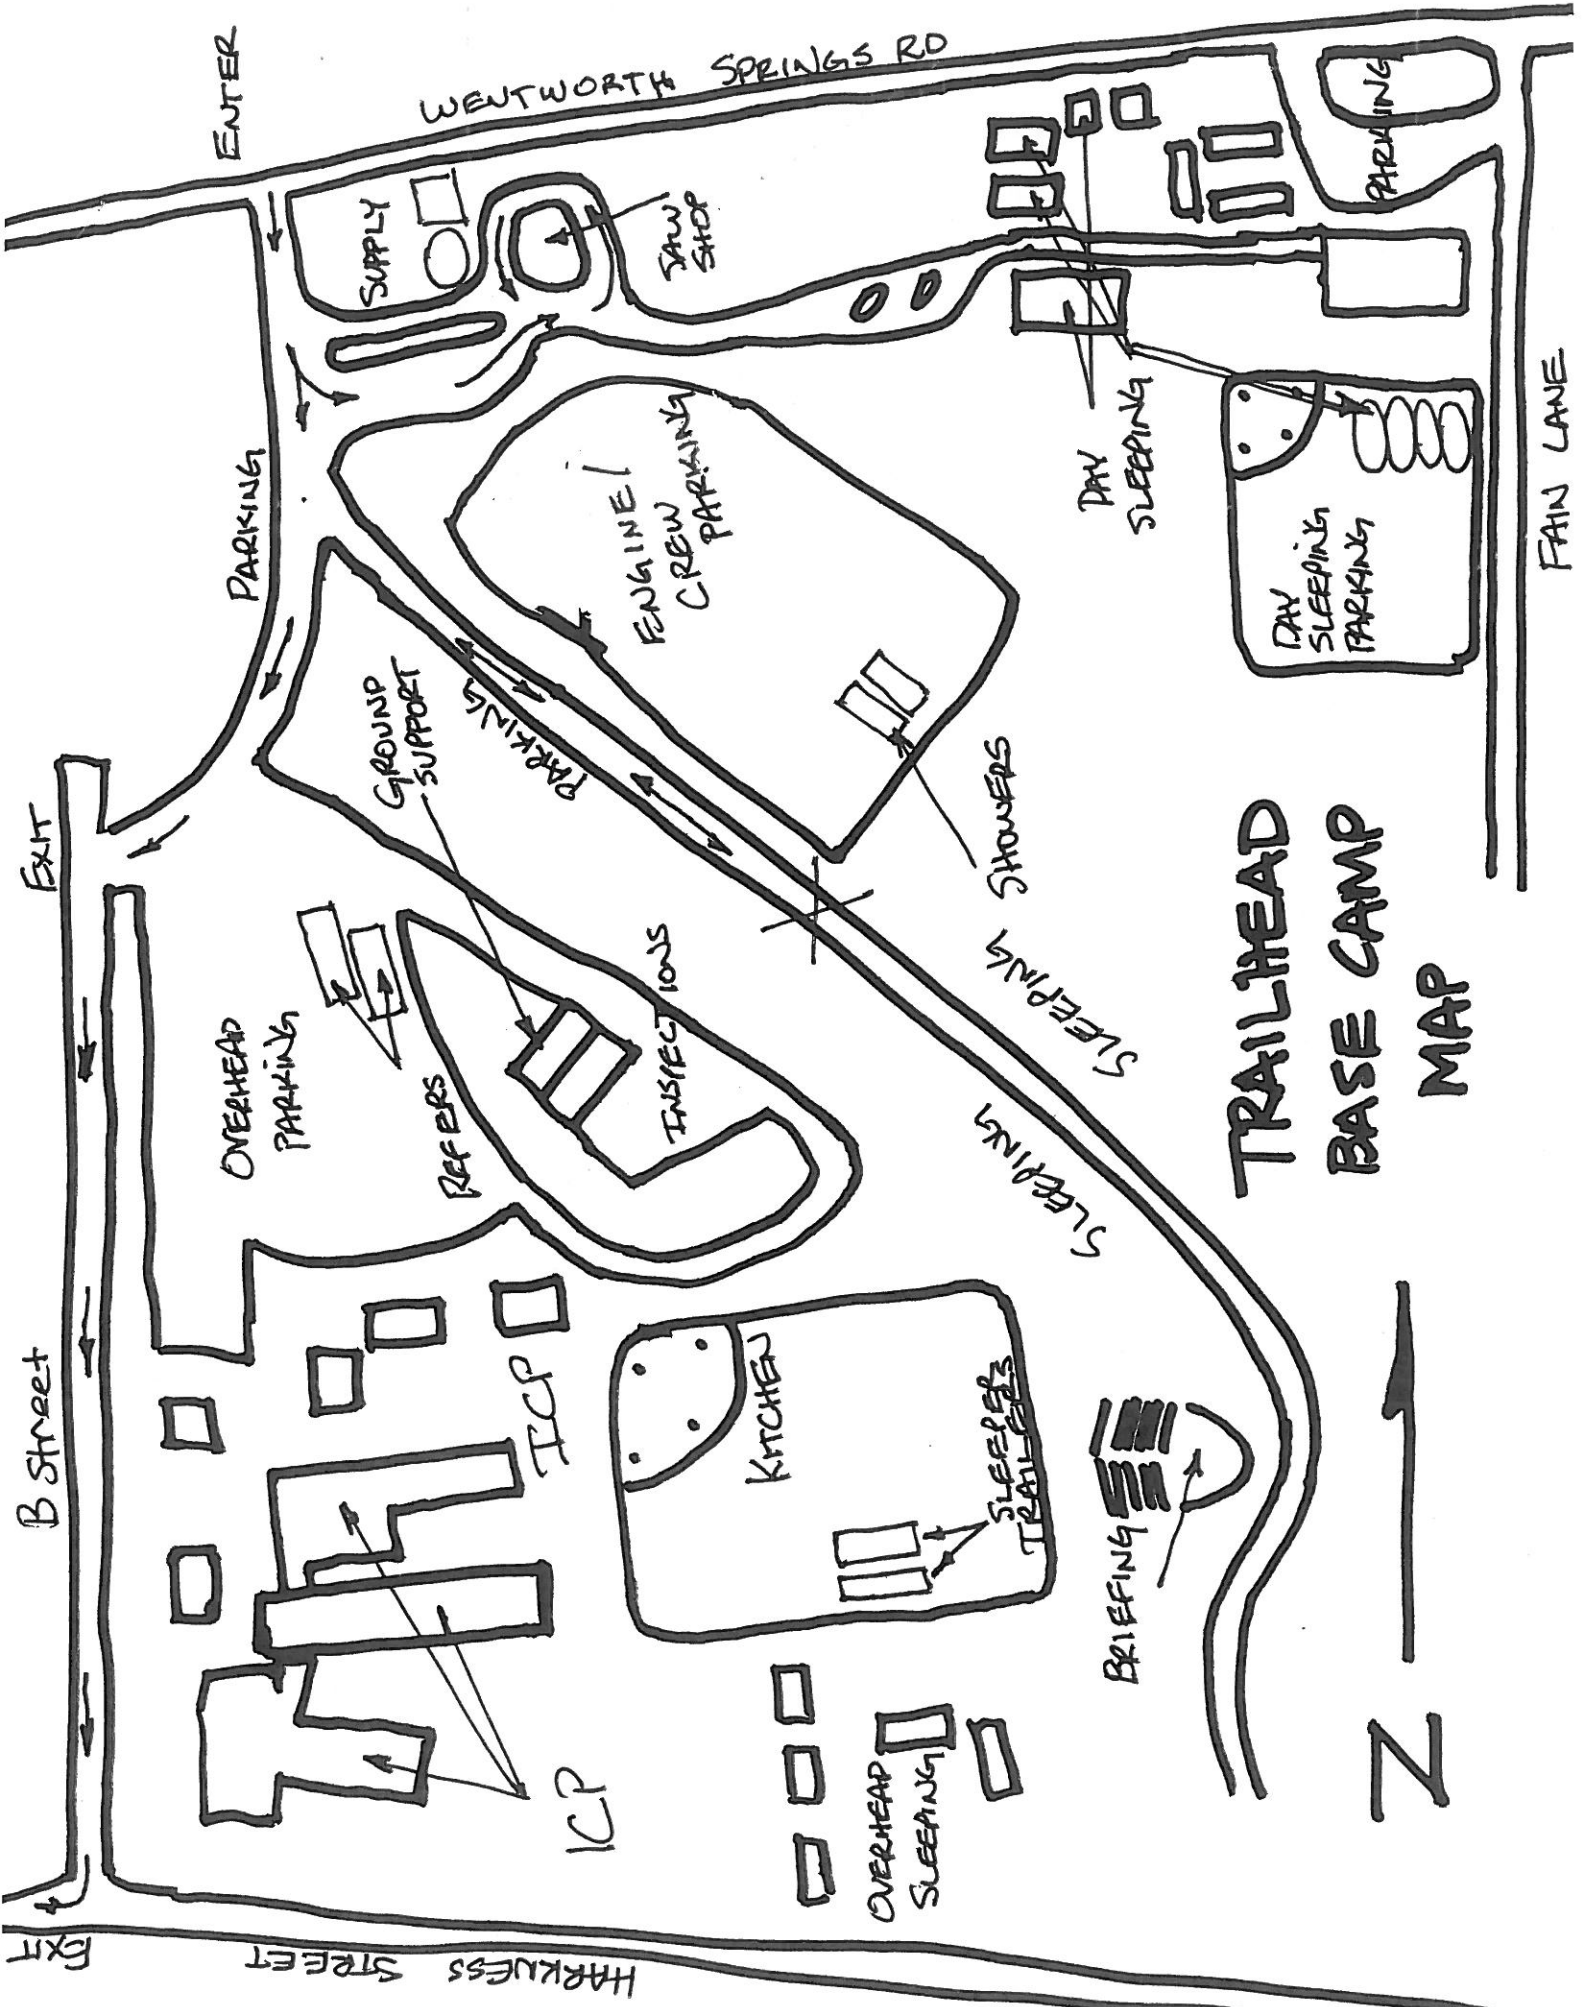 ENTER
WENTWORTH SPRINGS RD
SUPPLY
SAW
SHOP
PARKING
PARKING
ENGINE/
CREW
PARKING
DAY
SLEEPING
DAY
SLEEPING
PARKING
FAIN LANE
EXIT
GROUND
SUPPORT
PARKING
SHOWERS
OVERHEAD
PARKING
REFERS
INSPECTIONS
SLEEPING
SLEEPING
TRAILHEAD
BASE CAMP
MAP
B Street
ICP
KITCHEN
SLEEPER
TRAILERS
BRIEFING
ICP
OVERHEAD
SLEEPING
N
EXIT
HARKNESS STREET